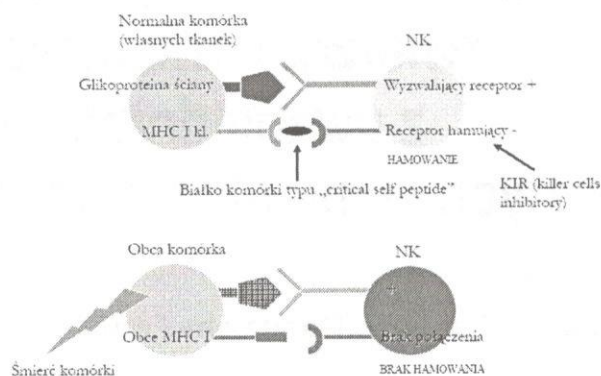 Normalna komórka
(własnych tkanek)
NK
Glikoproteina ściany
Wyzwalający receptor +
MHC I kl.
Receptor hamujący -
HAMOWANIE
Białko komórki typu „critical self peptide”
KIR (killer cells
inhibitory)
Obca komórka
NK
+
Obce MHC I
Brak połączenia
Śmierć komórki
BRAK HAMOWANIA